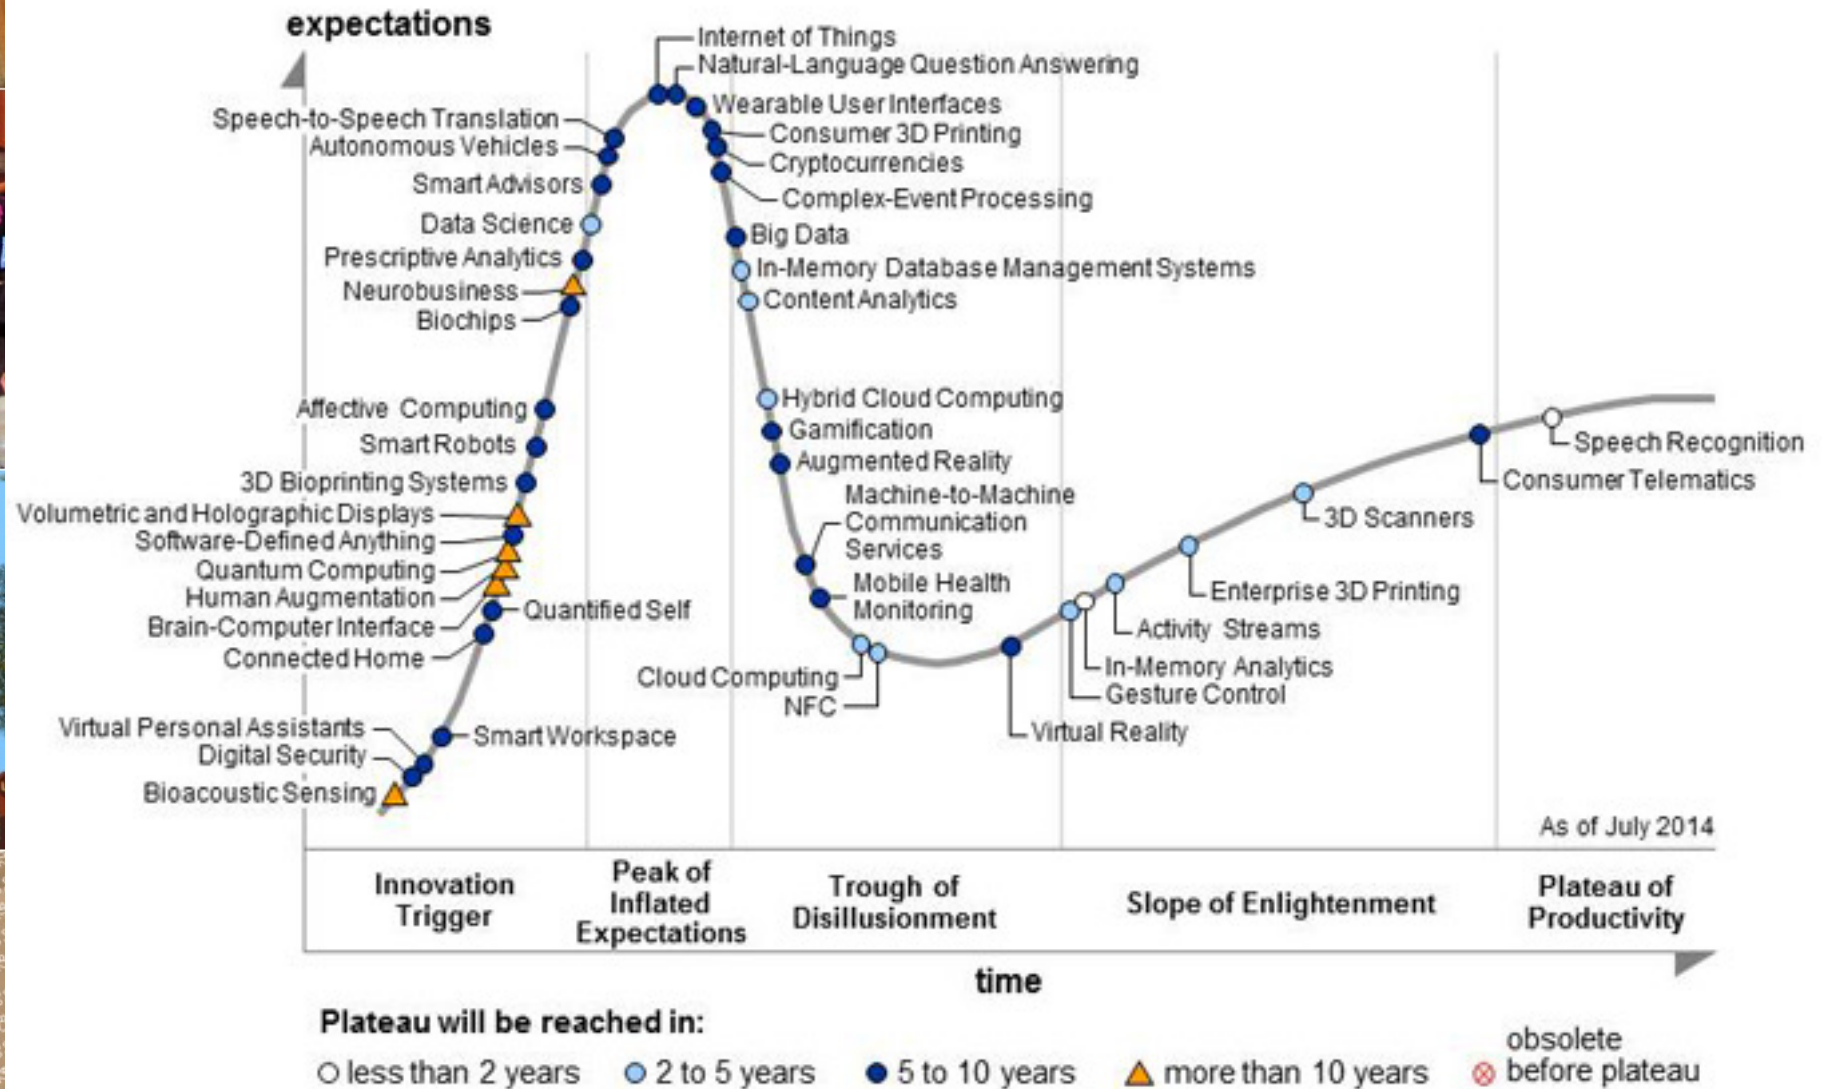 expectations
Internet of Things
Natural-Language Question Answering
Wearable User Interfaces
Speech-to-Speech Translation
Consumer 3D Printing
Autonomous Vehicles
Cryptocurrencies
Smart Advisors
Complex-Event Processing
Data Science
Big Data
Prescriptive Analytics
In-Memory Database Management Systems
Neurobusiness
Content Analytics
Biochips
Hybrid Cloud Computing
Affective Computing
Gamification
Smart Robots
Augmented Reality
Speech Recognition
3D Bioprinting Systems
Consumer Telematics
Machine-to-Machine
Communication
Services
Volumetric and Holographic Displays
3D Scanners
Software-Defined Anything
Quantum Computing
Mobile Health
Monitoring
Enterprise 3D Printing
Human Augmentation
Quantified Self
Brain-Computer Interface
Activity Streams
Connected Home
In-Memory Analytics
Cloud Computing
Gesture Control
NFC
Virtual Reality
Virtual Personal Assistants
Smart Workspace
Digital Security
Bioacoustic Sensing
As of July 2014
Innovation
Trigger
Peak of
Inflated
Expectations
Trough of
Disillusionment
Slope of Enlightenment
Plateau of
Productivity
time
Plateau will be reached in:
less than 2 years
2 to 5 years
5 to 10 years
more than 10 years
obsolete
before plateau